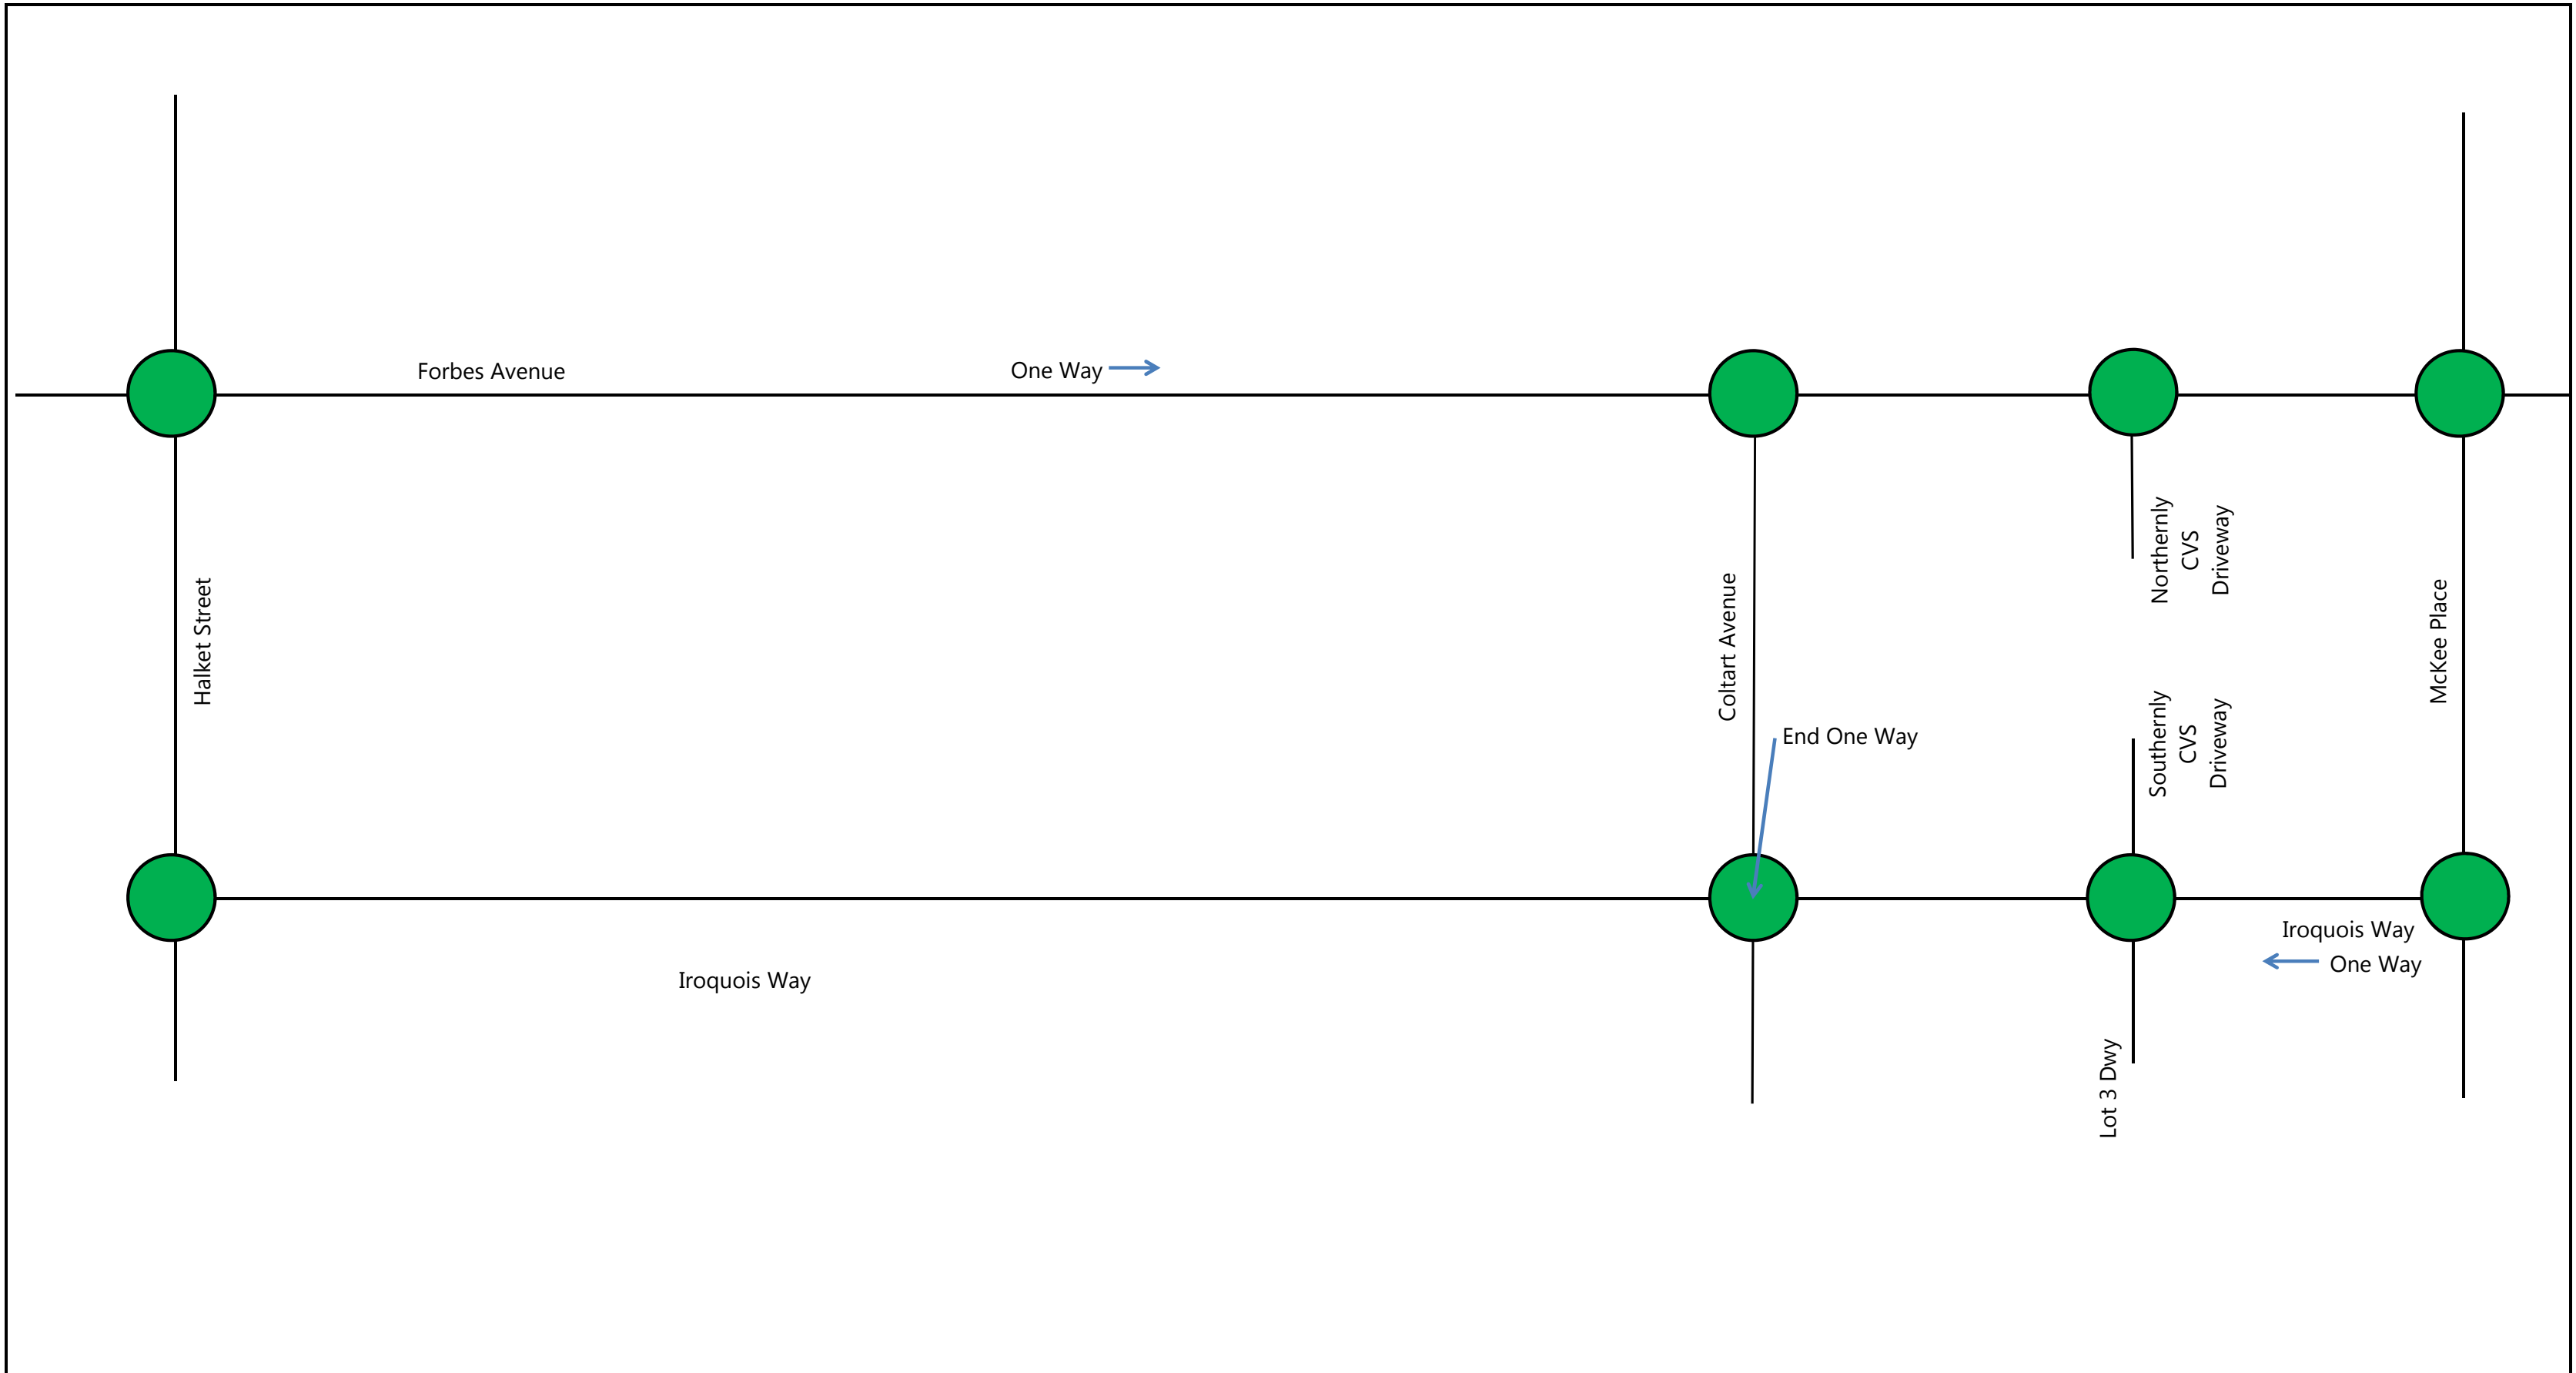 Forbes Avenue
One Way
Halket Street
Coltart Avenue
Northernly
CVS
Driveway
McKee Place
End One Way
Southernly
CVS
Driveway
Iroquois Way
One Way
Iroquois Way
Lot 3 Dwy